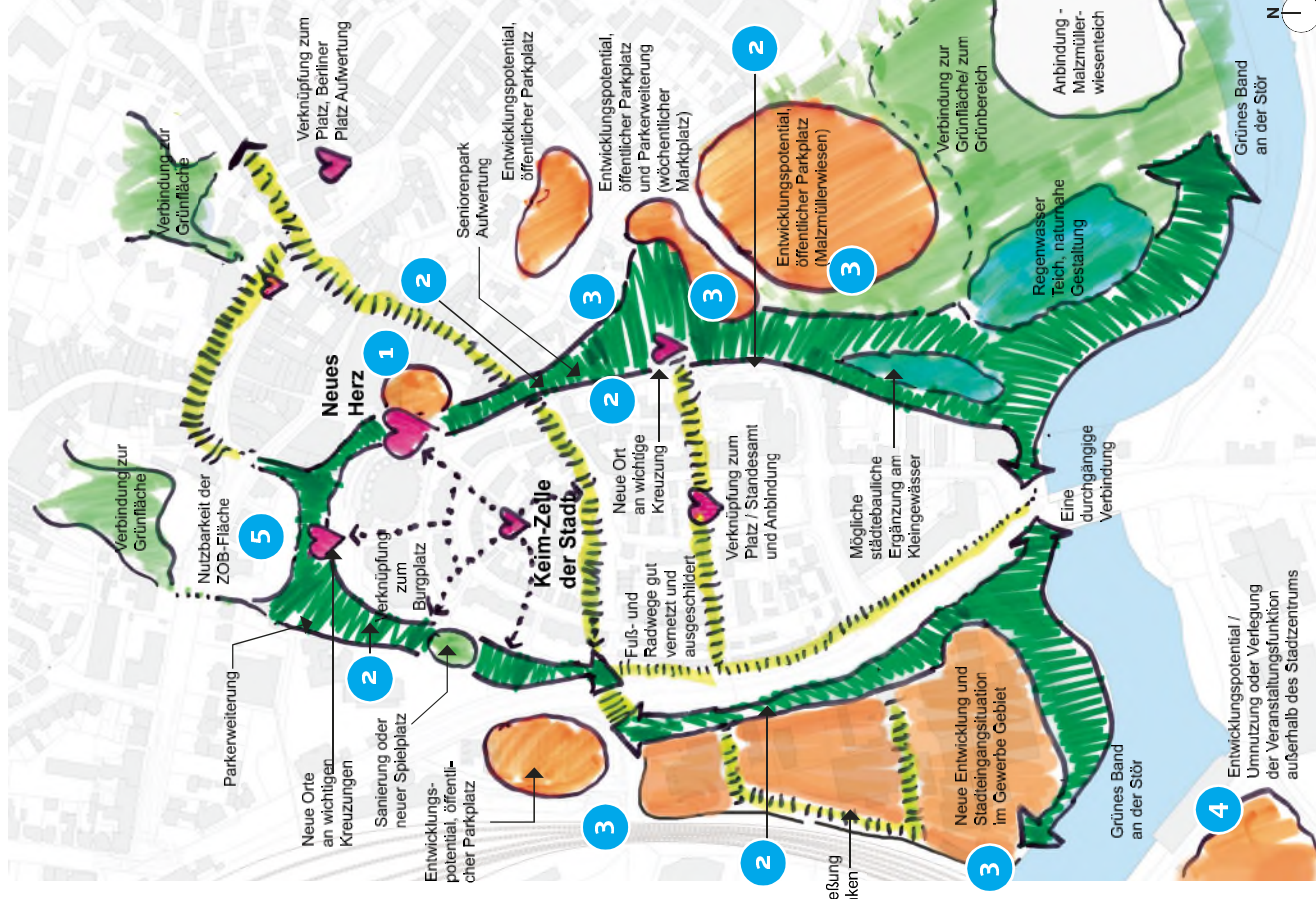 Verbindung zur
Grünfläche
Verbindung zur
Grünfläche
Verknüpfung zum
Platz, Berliner
Platz Aufwertung
Nutzbarkeit der
ZOB-Fläche
5
Parkerweiterung
Neue Orte
an wichtigen
Kreuzungen
2
Sanierung oder
neuer Spielplatz
Verknüpfung
zum
Burgplatz
Neues
Herz
1
2
Seniorenpark
Aufwertung
Entwicklungspotential,
öffentlicher Parkplatz
Entwicklungs-
potential, öffentli-
cher Parkplatz
3
Keim-Zelle
der Stadt
3
2
Entwicklungspotential,
öffentlicher Parkplatz
und Parkerweiterung
(wöchentlicher
Marktplatz)
3
Fuß- und
Radwege gut
vernetzt und
ausgeschildert
Neue Ort
an wichtige
Kreuzung
2
2
Verknüpfung zum
Platz / Standesamt
und Anbindung
Entwicklungspotential,
öffentlicher Parkplatz
(Malzmüllerwiesen)
3
eßung
nken
Mögliche
städtebauliche
Ergänzung am
Kleingewässer
Verbindung zur
Grünfläche/ zum
Grünbereich
Neue Entwicklung und
Stadteingangsituation
im Gewerbe Gebiet
3
Regenwasser
Teich, naturnahe
Gestaltung
Anbindung -
Malzmüller-
wiesenteich
Eine
durchgängige
Verbindung
Grünes Band
an der Stör
Grünes Band
an der Stör
4
Entwicklungspotential /
Umnutzung oder Verlegung
der Veranstaltungsfunktion
außerhalb des Stadtzentrums
N